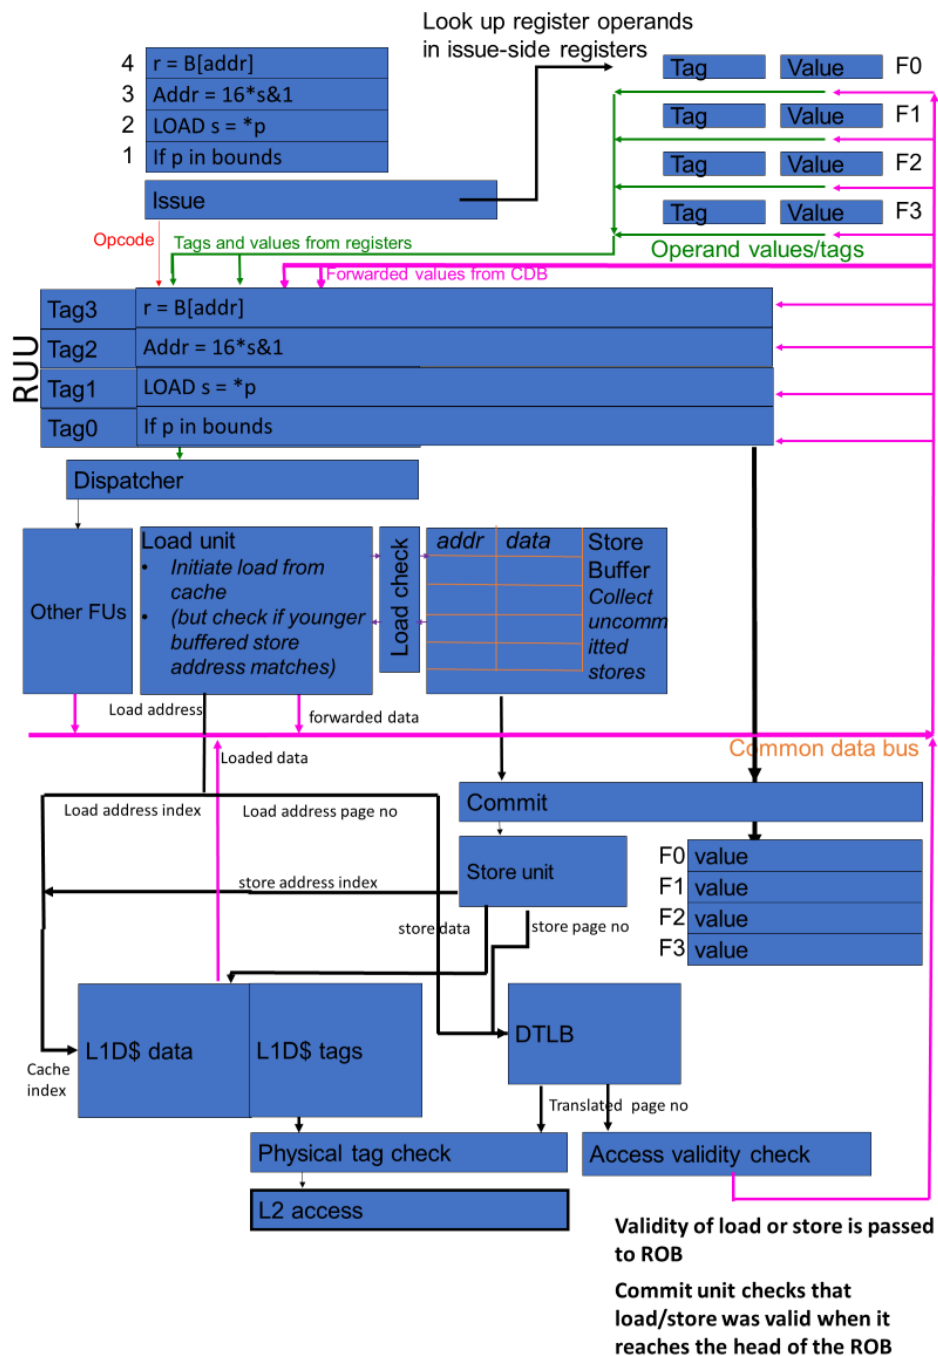 Look up register operands
in issue-side registers
4 r = B[addr]
3 Addr = 16*s&1
2 LOAD s = *p
1 If p in bounds
Issue
Tag Value F0
Tag Value F1
Tag Value F2
Tag Value F3
Opcode
Tags and values from registers
Operand values/tags
Forwarded values from CDB
RUU
Tag3 r = B[addr]
Tag2 Addr = 16*s&1
Tag1 LOAD s = *p
Tag0 If p in bounds
Dispatcher
Other FUs
Load unit
• Initiate load from
cache
• (but check if younger
buffered store
address matches)
Load check
addr data
Store
Buffer
Collect
uncomm
itted
stores
Load address
forwarded data
Common data bus
Loaded data
Load address index
Load address page no
Commit
Store unit
store address index
store data
store page no
F0 value
F1 value
F2 value
F3 value
L1D$ data
L1D$ tags
DTLB
Cache
index
Translated page no
Physical tag check
Access validity check
L2 access
Validity of load or store is passed
to ROB
Commit unit checks that
load/store was valid when it
reaches the head of the ROB